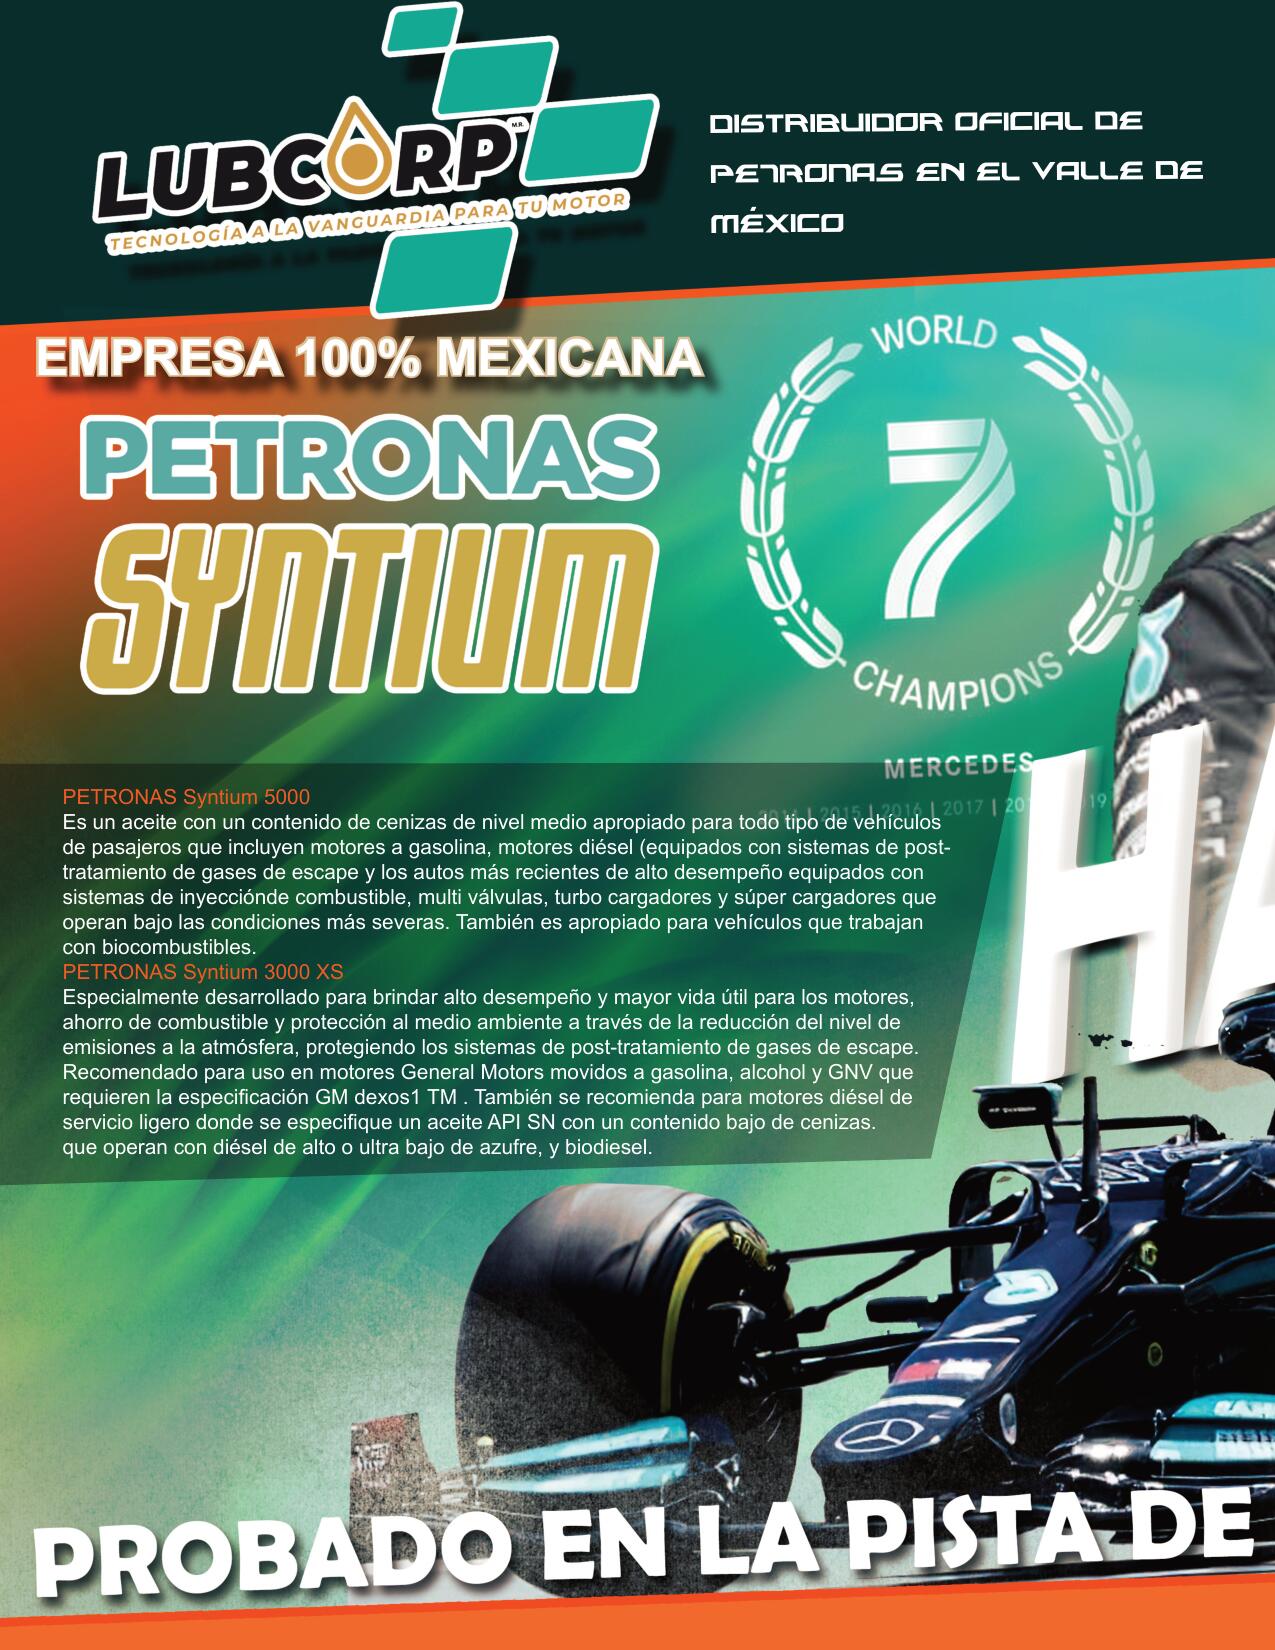 LUBCORP M.R.
TECNOLOGÍA A LA VANGUARDIA PARA TU MOTOR
DISTRIBUIDOR OFICIAL DE
PETRONAS EN EL VALLE DE
MÉXICO
EMPRESA 100% MEXICANA
PETRONAS
SYNTIUM
WORLD
7
CHAMPIONS
MERCEDES
2014 | 2015 | 2016 | 2017 | 20 19
PETRONAS Syntium 5000
Es un aceite con un contenido de cenizas de nivel medio apropiado para todo tipo de vehículos
de pasajeros que incluyen motores a gasolina, motores diésel (equipados con sistemas de post-
tratamiento de gases de escape y los autos más recientes de alto desempeño equipados con
sistemas de inyecciónde combustible, multi válvulas, turbo cargadores y súper cargadores que
operan bajo las condiciones más severas. También es apropiado para vehículos que trabajan
con biocombustibles.
PETRONAS Syntium 3000 XS
Especialmente desarrollado para brindar alto desempeño y mayor vida útil para los motores,
ahorro de combustible y protección al medio ambiente a través de la reducción del nivel de
emisiones a la atmósfera, protegiendo los sistemas de post-tratamiento de gases de escape.
Recomendado para uso en motores General Motors movidos a gasolina, alcohol y GNV que
requieren la especificación GM dexos1 TM . También se recomienda para motores diésel de
servicio ligero donde se especifique un aceite API SN con un contenido bajo de cenizas.
que operan con diésel de alto o ultra bajo de azufre, y biodiesel.
HA
PROBADO EN LA PISTA DE